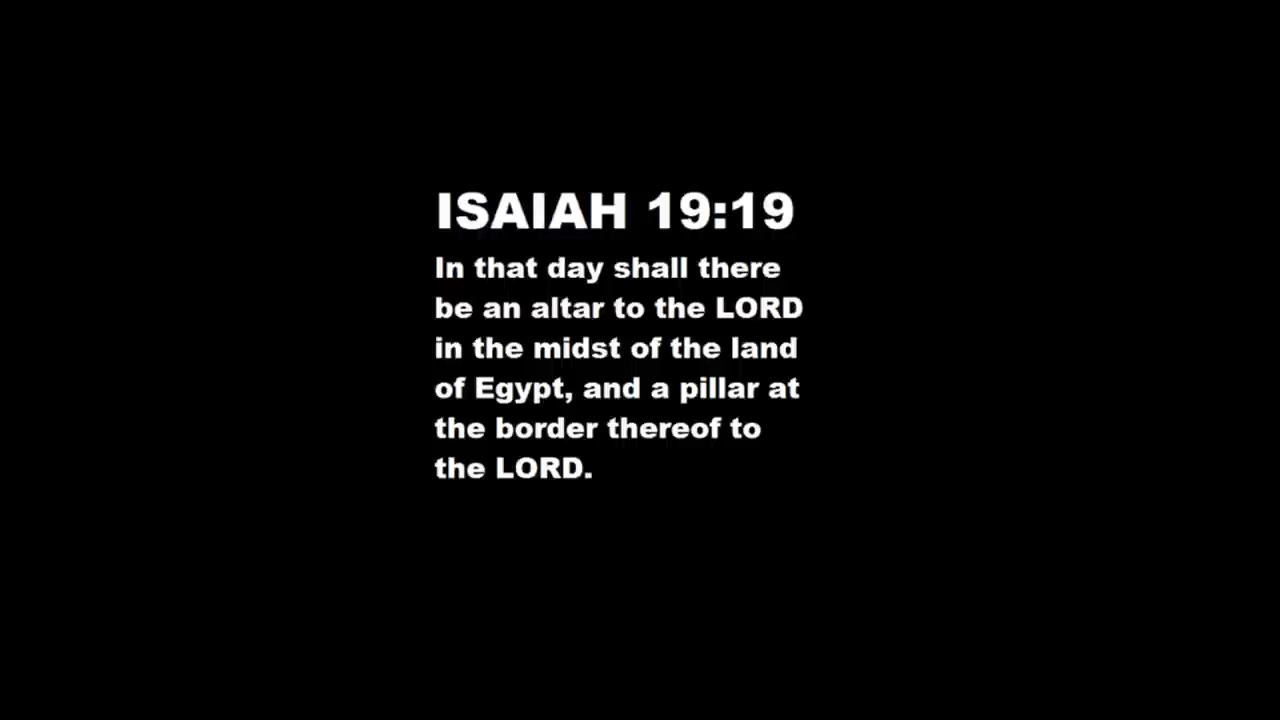 ISAIAH 19:19
In that day shall there
be an altar to the LORD
in the midst of the land
of Egypt, and a pillar at
the border thereof to
the LORD.